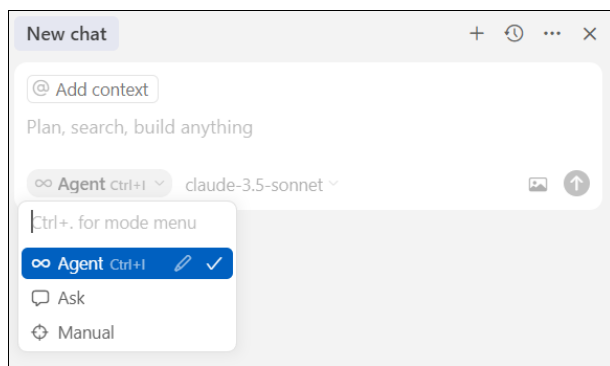 New chat
@ Add context
Plan, search, build anything
∞ Agent Ctrl+I claude-3.5-sonnet
Ctrl+. for mode menu
∞ Agent Ctrl+I
Ask
Manual